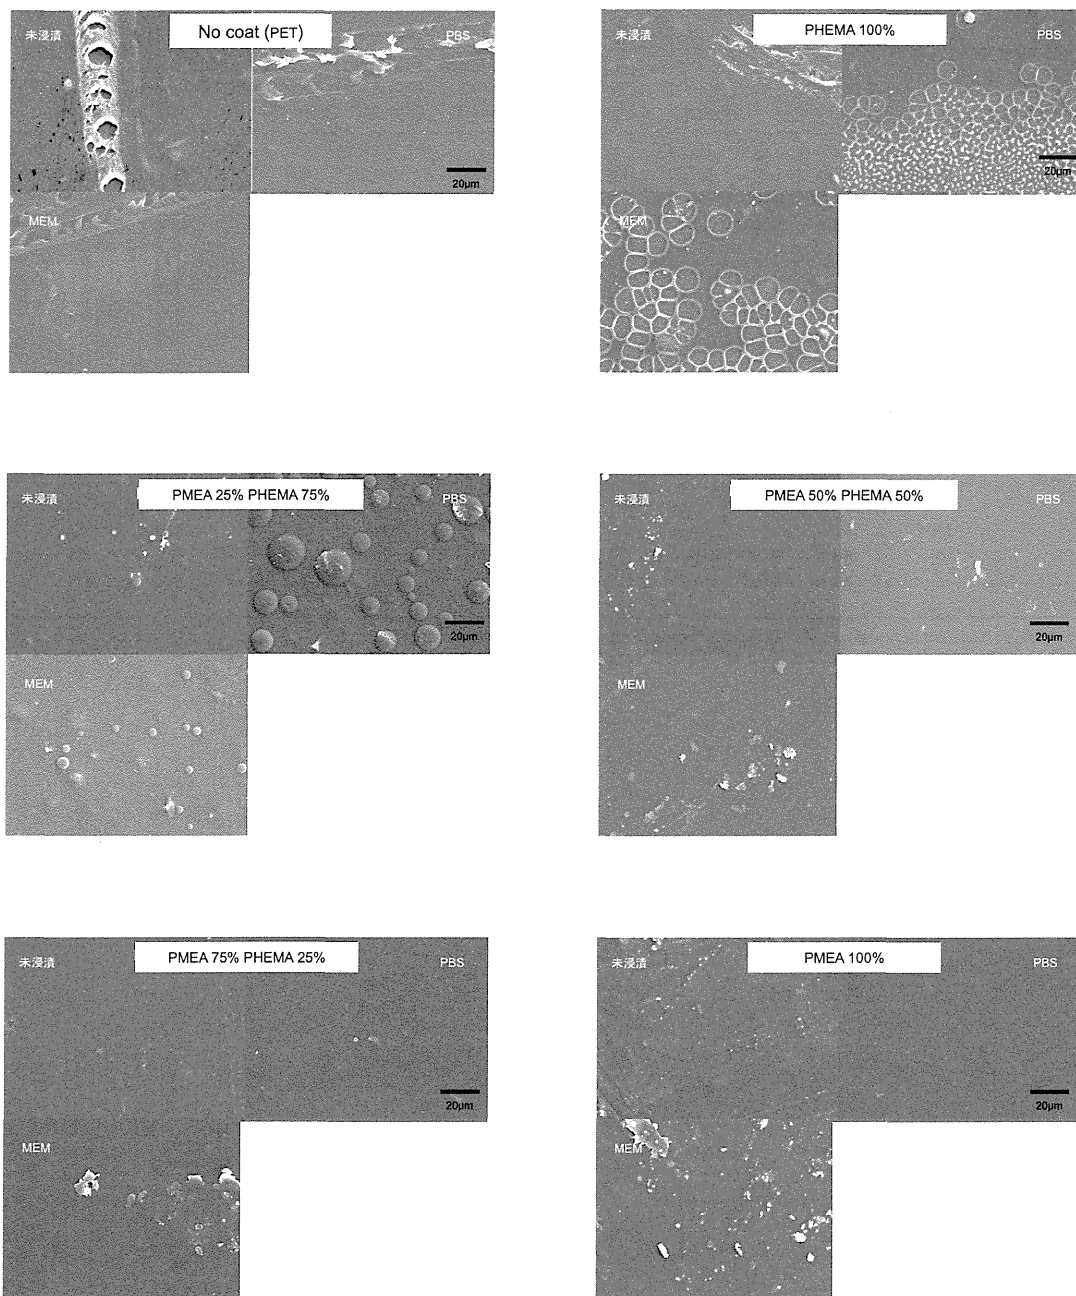 未浸漬 No coat (PET) PBS
20μm
MEM
未浸漬 PHEMA 100% PBS
20μm
MEM
未浸漬 PMEA 25% PHEMA 75% PBS
20μm
MEM
未浸漬 PMEA 50% PHEMA 50% PBS
20μm
MEM
未浸漬 PMEA 75% PHEMA 25% PBS
20μm
MEM
未浸漬 PMEA 100% PBS
20μm
MEM